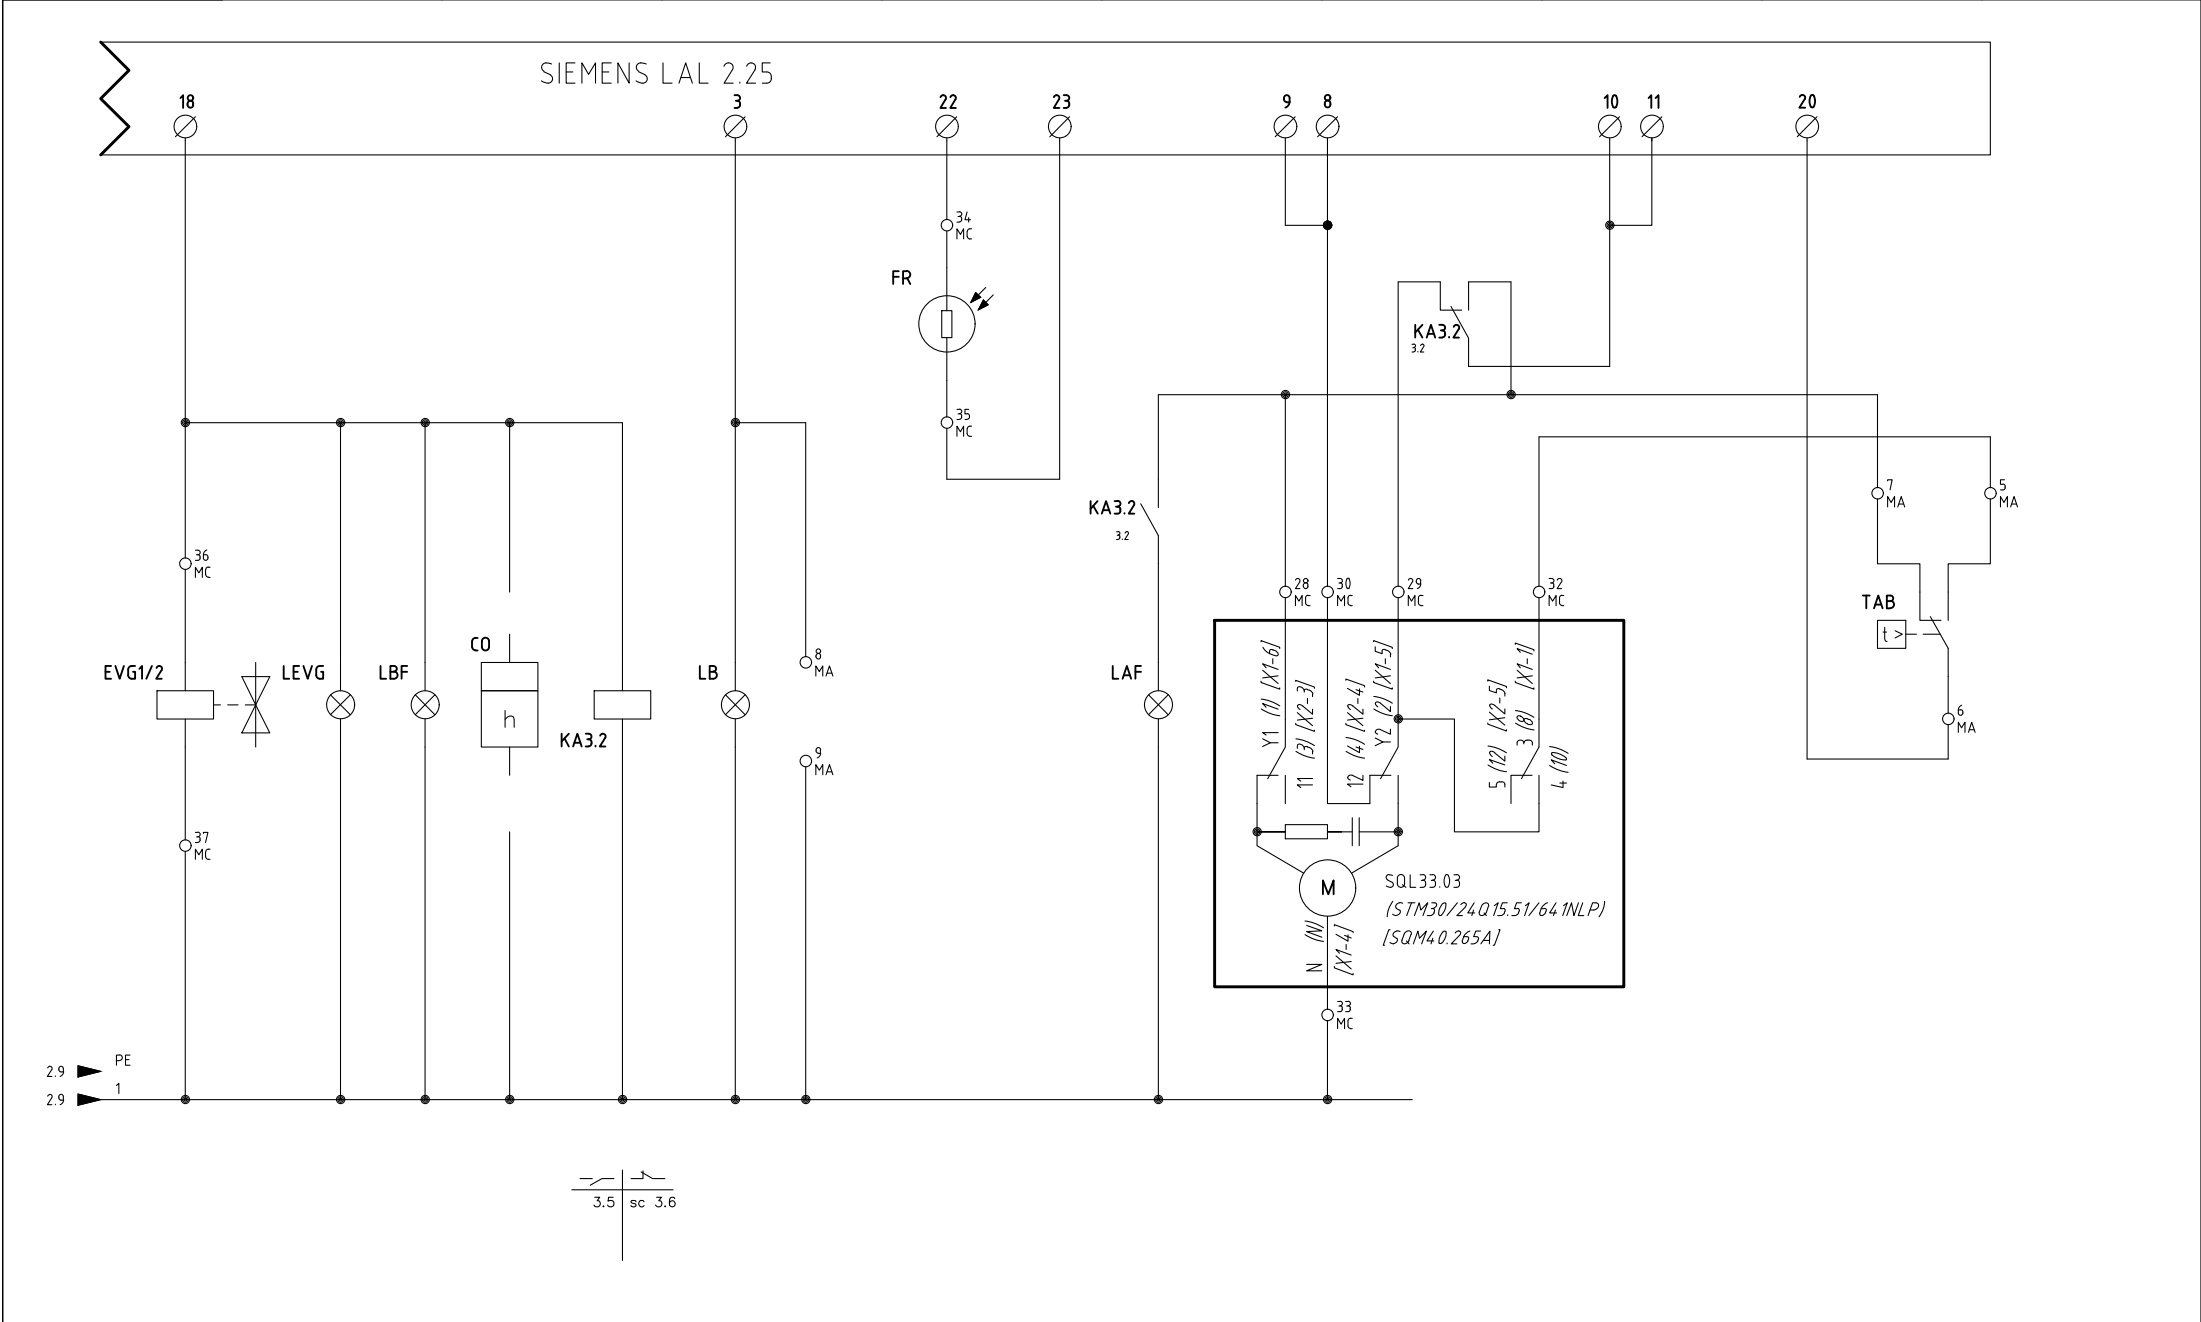 SIEMENS LAL 2.25
18
3
22
23
9
8
10
11
20
34
MC
FR
KA3.2
3.2
35
MC
7
MA
5
MA
KA3.2
3.2
36
MC
28
MC
30
MC
29
MC
32
MC
TAB
t >
CO
EVG1/2
LEVG
LBF
h
KA3.2
LB
8
MA
9
MA
LAF
Y1 (1) [X1-6]
11 (3) [X2-3]
12 (4) [X2-4]
Y2 (2) [X1-5]
5 (12) [X2-5]
3 (8) [X1-1]
4 (10)
6
MA
37
MC
M
SQL33.03
(STM30/24Q15.51/641NLP)
[SQM40.265A]
N (N)
[X1-4]
33
MC
PE
2.9
1
2.9
3.5
sc 3.6